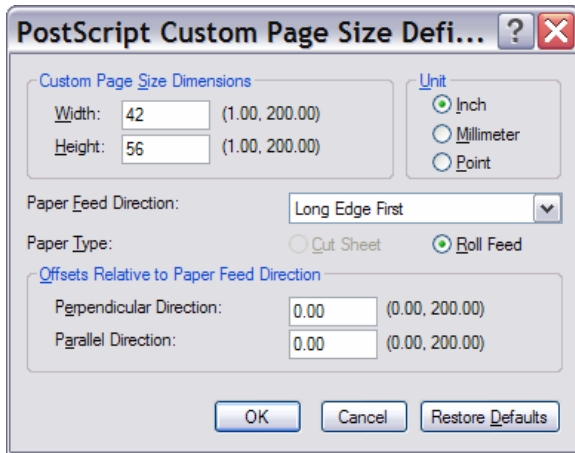 PostScript Custom Page Size Defi... ?
Custom Page Size Dimensions
Width: 42 (1.00, 200.00)
Height: 56 (1.00, 200.00)
Unit
Inch
Millimeter
Point
Paper Feed Direction: Long Edge First
Paper Type: Cut Sheet Roll Feed
Offsets Relative to Paper Feed Direction
Perpendicular Direction: 0.00 (0.00, 200.00)
Parallel Direction: 0.00 (0.00, 200.00)
OK Cancel Restore Defaults